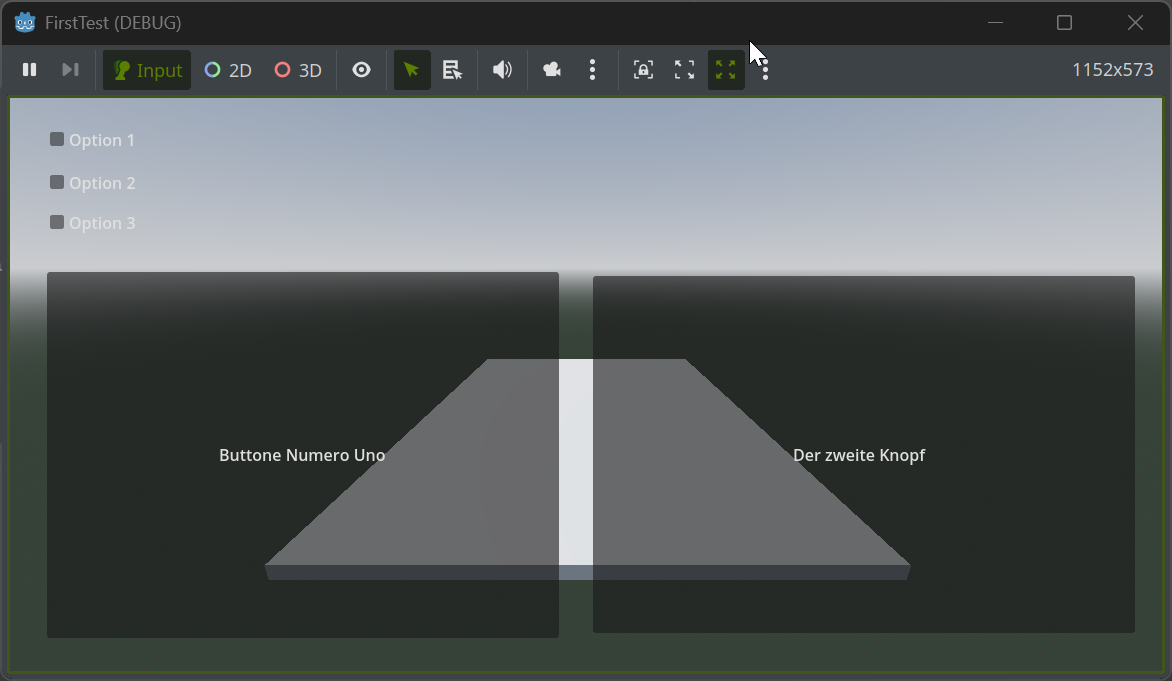 FirstTest (DEBUG)
Input 2D 3D 1152x573
Option 1
Option 2
Option 3
Buttone Numero Uno
Der zweite Knopf